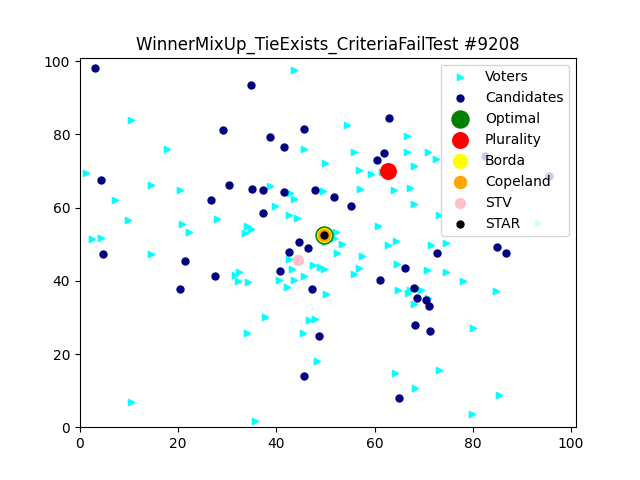 WinnerMixUp_TieExists_CriteriaFailTest #9208
100
80
60
40
20
0
0
20
40
60
80
100
Voters
Candidates
Optimal
Plurality
Borda
Copeland
STV
STAR